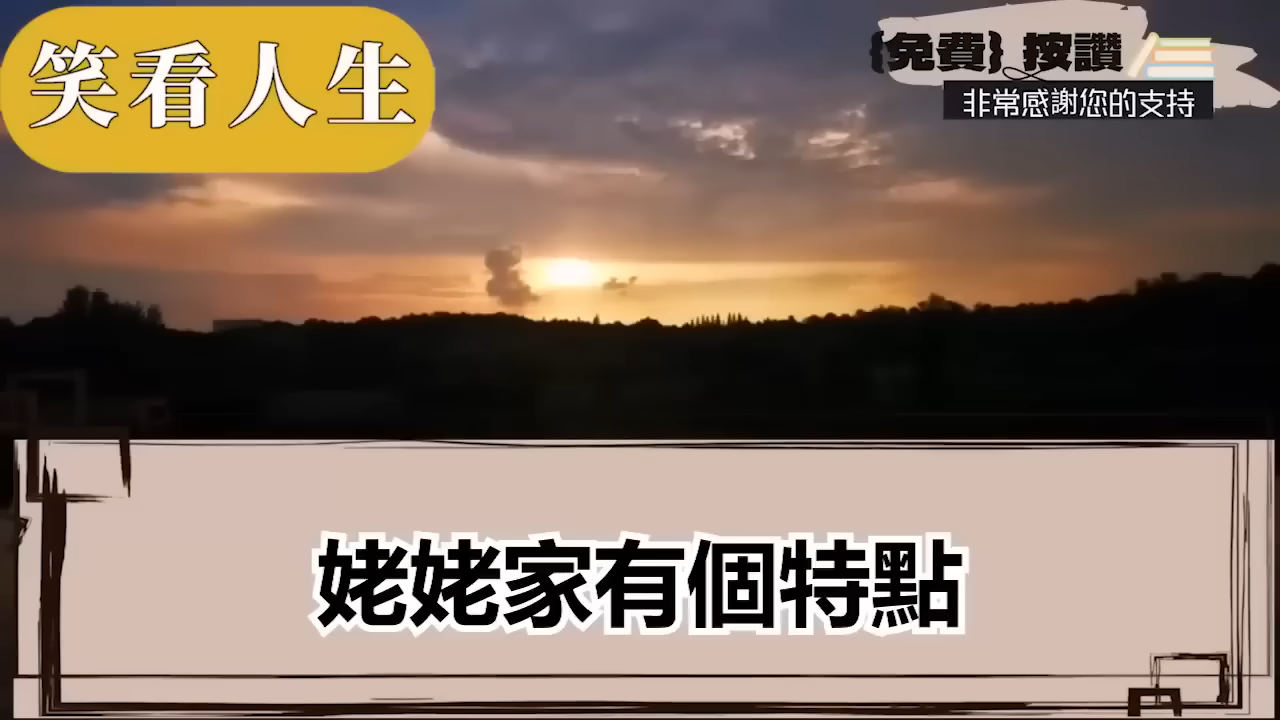 笑看人生
{免費} 按讚
非常感謝您的支持
姥姥家有個特點